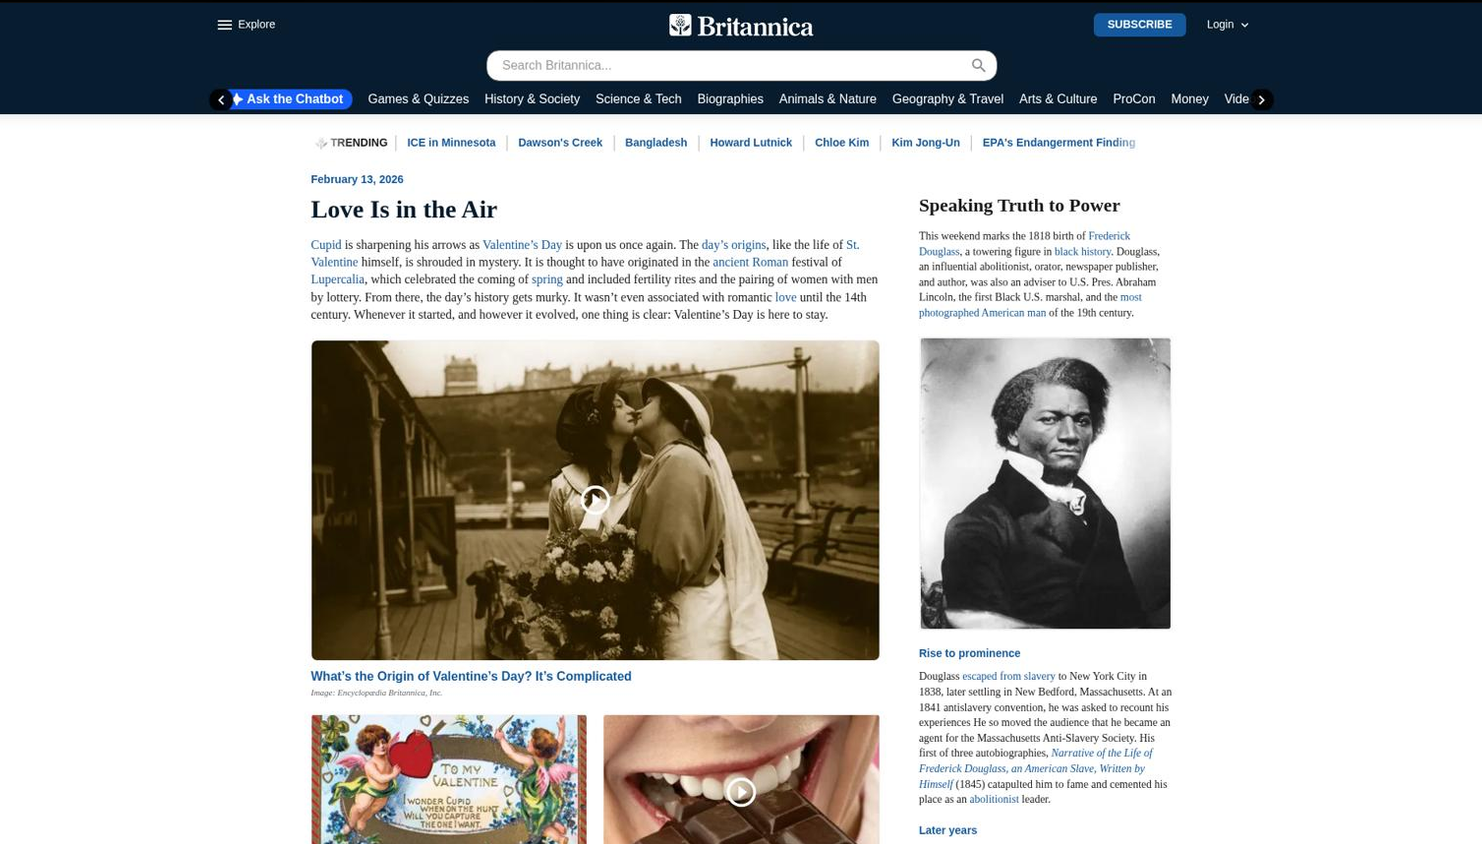 Explore
Britannica
SUBSCRIBE
Login
Search Britannica...
Ask the Chatbot
Games & Quizzes
History & Society
Science & Tech
Biographies
Animals & Nature
Geography & Travel
Arts & Culture
ProCon
Money
Vide
TRENDING
ICE in Minnesota
Dawson's Creek
Bangladesh
Howard Lutnick
Chloe Kim
Kim Jong-Un
EPA's Endangerment Finding
February 13, 2026
Love Is in the Air
Cupid is sharpening his arrows as Valentine’s Day is upon us once again. The day’s origins, like the life of St.
Valentine himself, is shrouded in mystery. It is thought to have originated in the ancient Roman festival of
Lupercalia, which celebrated the coming of spring and included fertility rites and the pairing of women with men
by lottery. From there, the day’s history gets murky. It wasn’t even associated with romantic love until the 14th
century. Whenever it started, and however it evolved, one thing is clear: Valentine’s Day is here to stay.
What’s the Origin of Valentine’s Day? It’s Complicated
Image: Encyclopædia Britannica, Inc.
TO MY
VALENTINE
I WONDER CUPID
WHEN ON THE HUNT
WILL YOU CAPTURE
THE ONE I WANT.
Speaking Truth to Power
This weekend marks the 1818 birth of Frederick
Douglass, a towering figure in black history. Douglass,
an influential abolitionist, orator, newspaper publisher,
and author, was also an adviser to U.S. Pres. Abraham
Lincoln, the first Black U.S. marshal, and the most
photographed American man of the 19th century.
Rise to prominence
Douglass escaped from slavery to New York City in
1838, later settling in New Bedford, Massachusetts. At an
1841 antislavery convention, he was asked to recount his
experiences He so moved the audience that he became an
agent for the Massachusetts Anti-Slavery Society. His
first of three autobiographies, Narrative of the Life of
Frederick Douglass, an American Slave, Written by
Himself (1845) catapulted him to fame and cemented his
place as an abolitionist leader.
Later years